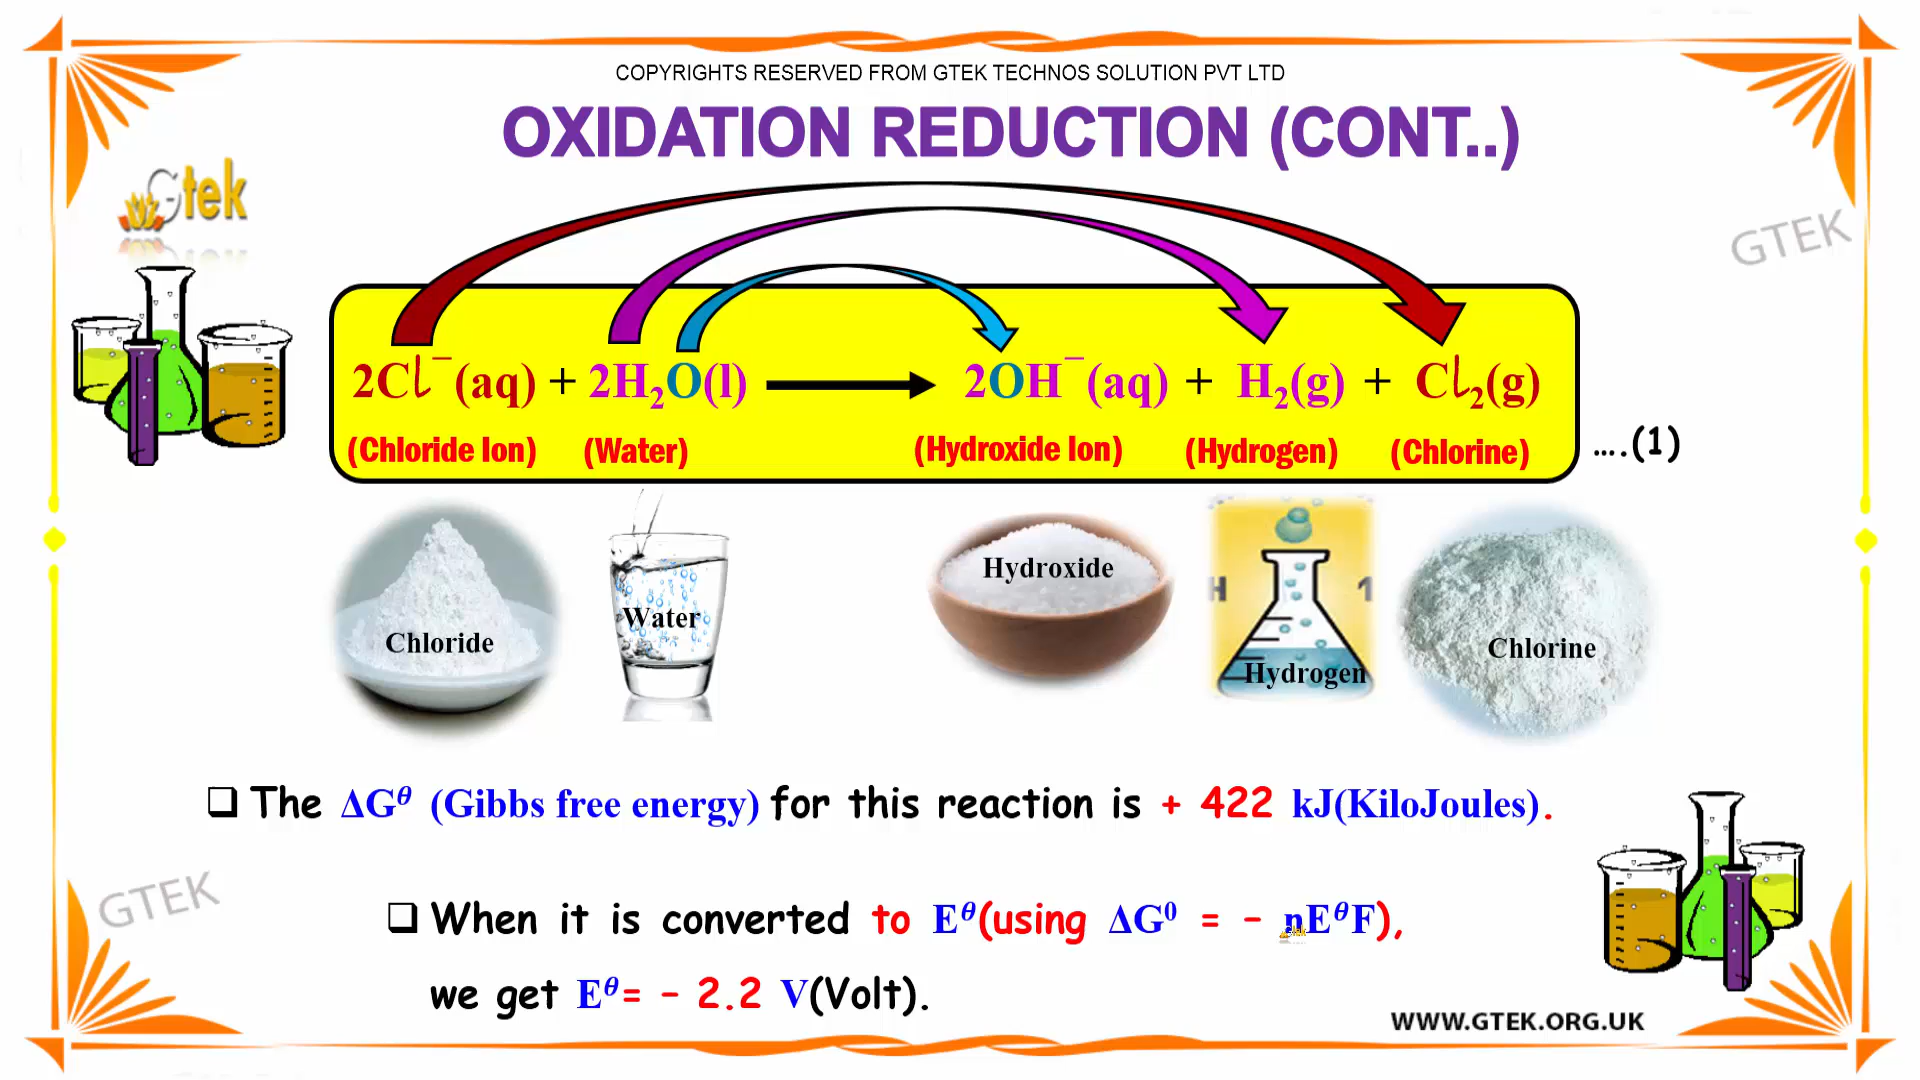 COPYRIGHTS RESERVED FROM GTEK TECHNOS SOLUTION PVT LTD
OXIDATION REDUCTION (CONT..)
Gtek
GTEK
2Cl⁻(aq) + 2H₂O(l) → 2OH⁻(aq) + H₂(g) + Cl₂(g)
(Chloride Ion) (Water) (Hydroxide Ion) (Hydrogen) (Chlorine) ....(1)
H 1
Hydroxide
Water
Chloride
Chlorine
Hydrogen
❑ The ΔG^θ (Gibbs free energy) for this reaction is + 422 kJ(KiloJoules).
GTEK
❑ When it is converted to E^θ(using ΔG⁰ = – nE^θF),
Gtek
we get E^θ= – 2.2 V(Volt).
WWW.GTEK.ORG.UK